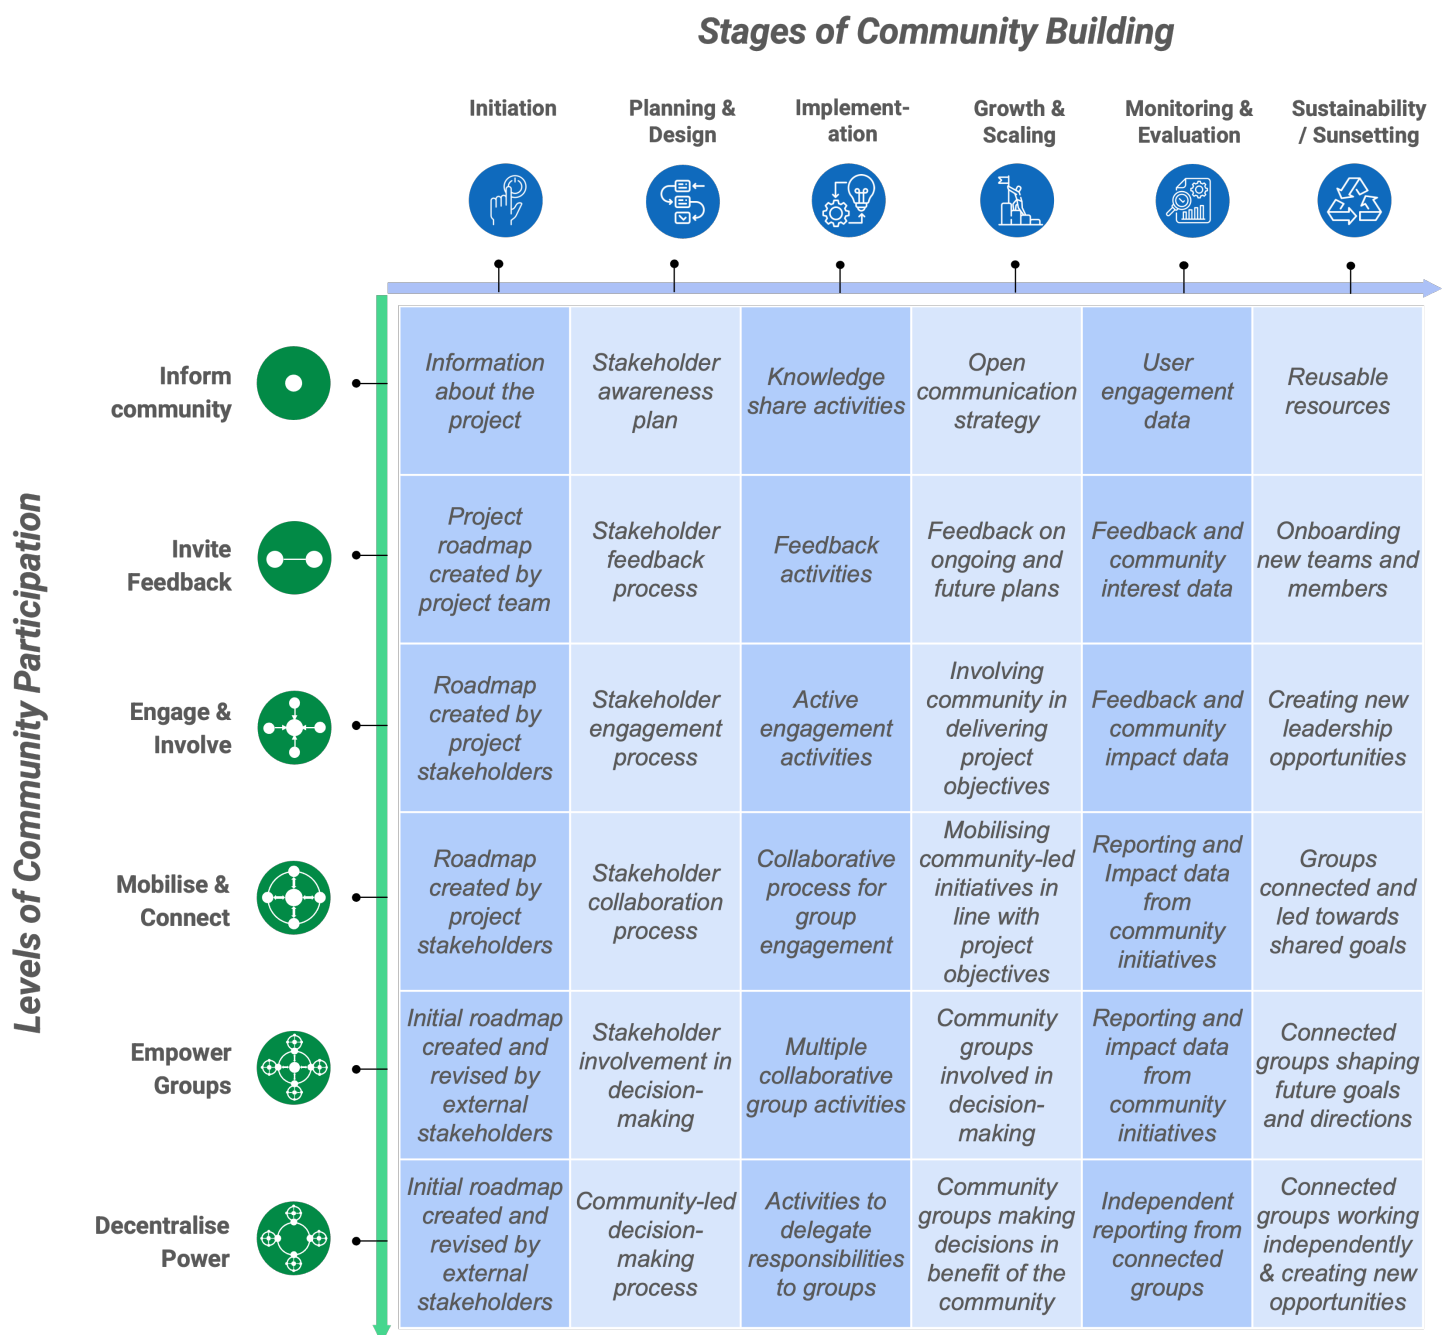 Stages of Community Building
Initiation
Planning &
Design
Implement-
ation
Growth &
Scaling
Monitoring &
Evaluation
Sustainability
/ Sunsetting
Levels of Community Participation
Inform
community
Information
about the
project
Stakeholder
awareness
plan
Knowledge
share activities
Open
communication
strategy
User
engagement
data
Reusable
resources
Invite
Feedback
Project
roadmap
created by
project team
Stakeholder
feedback
process
Feedback
activities
Feedback on
ongoing and
future plans
Feedback and
community
interest data
Onboarding
new teams and
members
Engage &
Involve
Roadmap
created by
project
stakeholders
Stakeholder
engagement
process
Active
engagement
activities
Involving
community in
delivering
project
objectives
Feedback and
community
impact data
Creating new
leadership
opportunities
Mobilise &
Connect
Roadmap
created by
project
stakeholders
Stakeholder
collaboration
process
Collaborative
process for
group
engagement
Mobilising
community-led
initiatives in
line with
project
objectives
Reporting and
Impact data
from
community
initiatives
Groups
connected and
led towards
shared goals
Empower
Groups
Initial roadmap
created and
revised by
external
stakeholders
Stakeholder
involvement in
decision-
making
Multiple
collaborative
group activities
Community
groups
involved in
decision-
making
Reporting and
impact data
from
community
initiatives
Connected
groups shaping
future goals
and directions
Decentralise
Power
Initial roadmap
created and
revised by
external
stakeholders
Community-led
decision-
making
process
Activities to
delegate
responsibilities
to groups
Community
groups making
decisions in
benefit of the
community
Independent
reporting from
connected
groups
Connected
groups working
independently
& creating new
opportunities